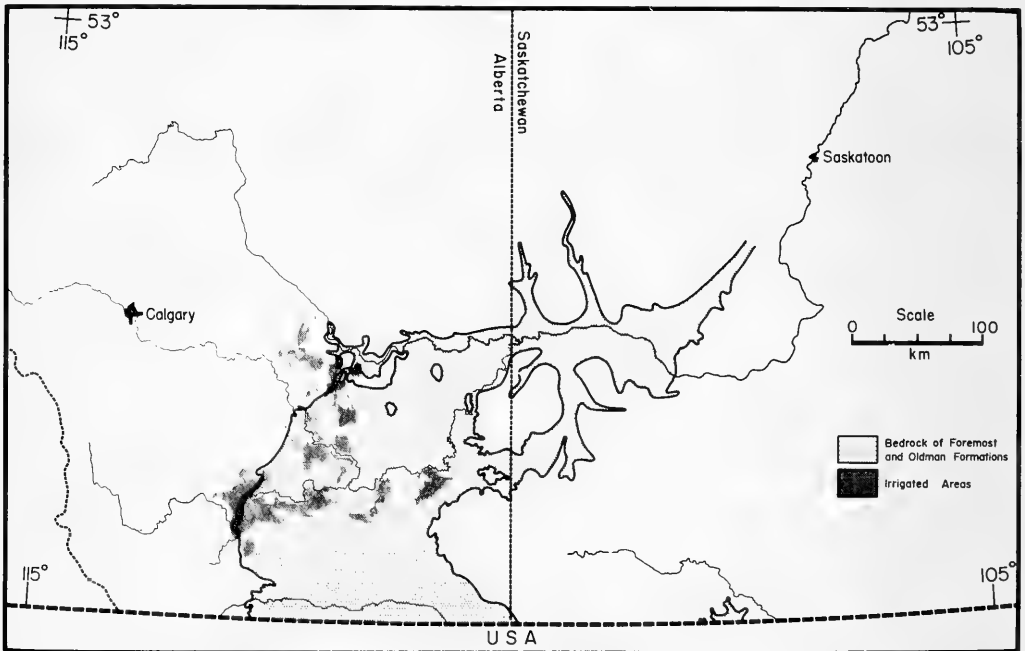 53°
115°
53°
105°
Saskatchewan
Alberta
Saskatoon
Calgary
Scale
0 100
km
Bedrock of Foremost
and Oldman Formations
Irrigated Areas
115°
105°
USA